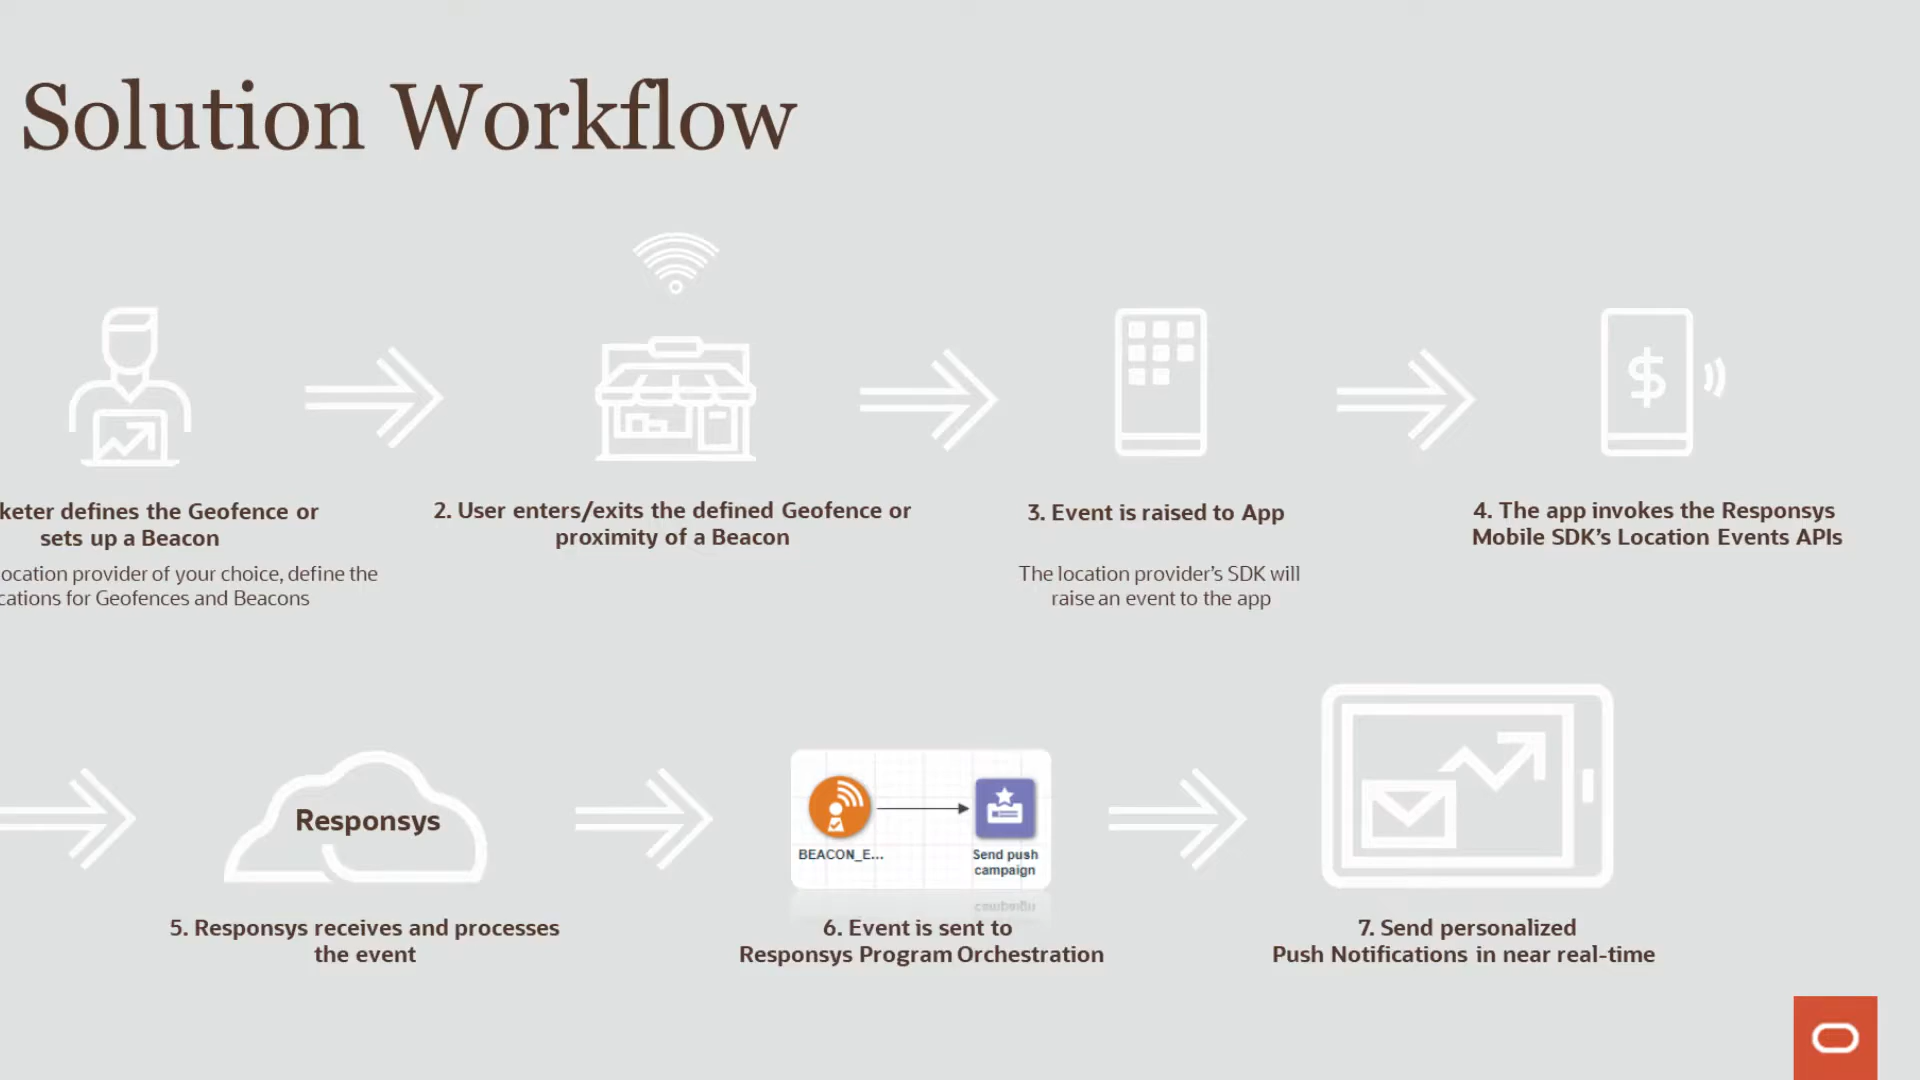 Solution Workflow
keter defines the Geofence or
sets up a Beacon
ocation provider of your choice, define the
cations for Geofences and Beacons
2. User enters/exits the defined Geofence or
proximity of a Beacon
3. Event is raised to App
The location provider's SDK will
raise an event to the app
4. The app invokes the Responsys
Mobile SDK's Location Events APIs
Responsys
5. Responsys receives and processes
the event
BEACON_E...
Send push
campaign
6. Event is sent to
Responsys Program Orchestration
7. Send personalized
Push Notifications in near real-time